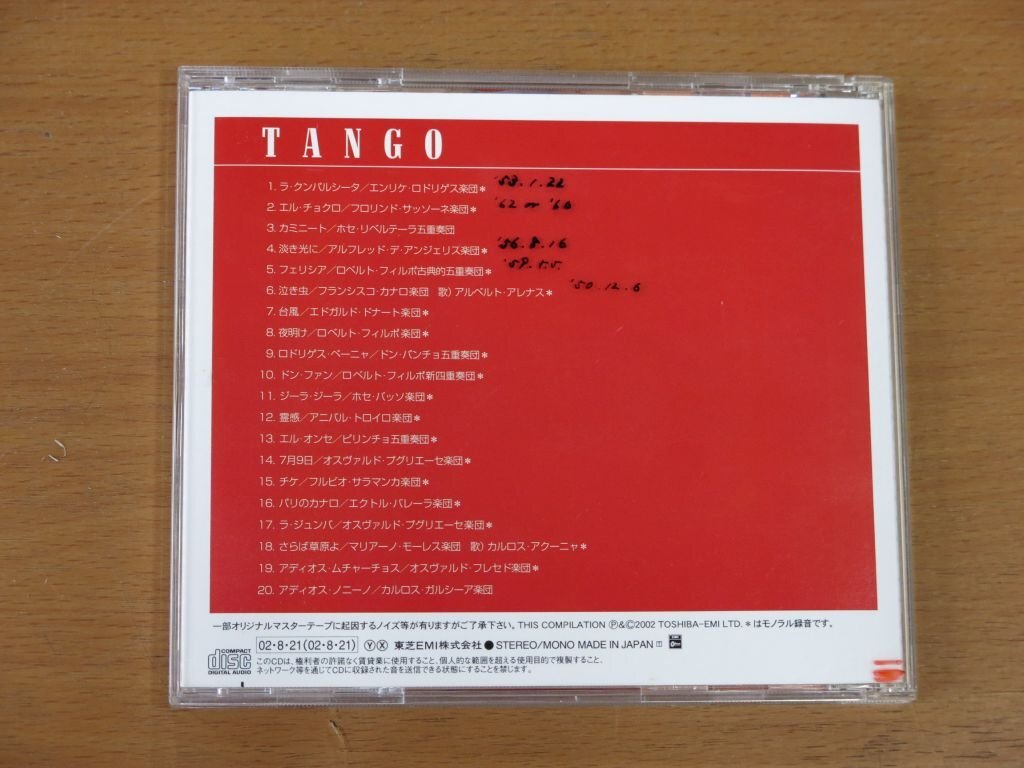 TANGO
1. ラ・クンパルシータ／エンリケ・ロドリゲス楽団＊ '58.1.22
2. エル・チョクロ／フロリンド・サッソーネ楽団＊ '62 or '60
3. カミニート／ホセ・リベルテーラ五重奏団
4. 淡き光に／アルフレッド・デ・アンジェリス楽団＊ '56.8.16
5. フェリシア／ロベルト・フィルポ古典的五重奏団＊
6. 泣き虫／フランシスコ・カナロ楽団 歌）アルベルト・アレナス＊ '50.12.6
7. 台風／エドガルド・ドナート楽団＊
8. 夜明け／ロベルト・フィルポ楽団＊
9. ロドリゲス・ペーニャ／ドン・パンチョ五重奏団＊
10. ドン・ファン／ロベルト・フィルポ新四重奏団＊
11. ジーラ・ジーラ／ホセ・バッソ楽団＊
12. 霊感／アニバル・トロイロ楽団＊
13. エル・オンセ／ピリンチョ五重奏団＊
14. 7月9日／オスヴァルド・プグリエーセ楽団＊
15. チケ／フルビオ・サラマンカ楽団＊
16. パリのカナロ／エクトル・バレーラ楽団＊
17. ラ・ジュンバ／オスヴァルド・プグリエーセ楽団＊
18. さらば草原よ／マリアーノ・モーレス楽団 歌）カルロス・アクーニャ＊
19. アディオス・ムチャーチョス／オスヴァルド・フレセド楽団＊
20. アディオス・ノニーノ／カルロス・ガルシーア楽団
一部オリジナルマスターテープに起因するノイズ等が有りますがご了承下さい。THIS COMPILATION Ⓟ&Ⓒ2002 TOSHIBA-EMI LTD. ＊はモノラル録音です。
02・8・21(02・8・21) ⓎⓍ 東芝EMI株式会社●STEREO/MONO MADE IN JAPAN
COMPACT disc DIGITAL AUDIO
このCDは、権利者の許諾なく賃貸業に使用すること、個人的な範囲を超える使用目的で複製すること、
ネットワーク等を通じてCDに収録された音を送信できる状態にすることを禁じます。